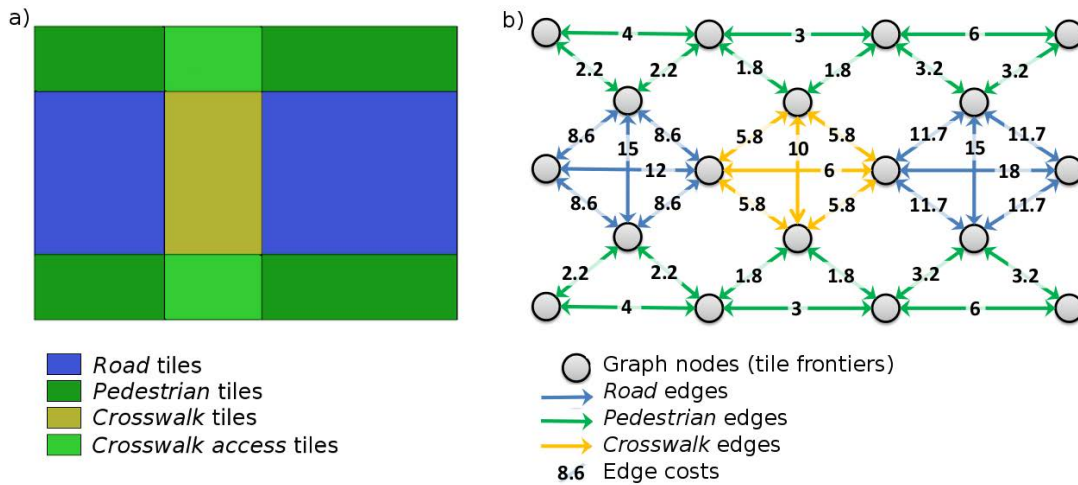 a)
b)
4 3 6
2.2 2.2 1.8 1.8 3.2 3.2
8.6 8.6 5.8 5.8 11.7 11.7
15 10 15
12 6 18
8.6 8.6 5.8 5.8 11.7 11.7
2.2 2.2 1.8 1.8 3.2 3.2
4 3 6
Road tiles
Pedestrian tiles
Crosswalk tiles
Crosswalk access tiles
Graph nodes (tile frontiers)
Road edges
Pedestrian edges
Crosswalk edges
8.6 Edge costs